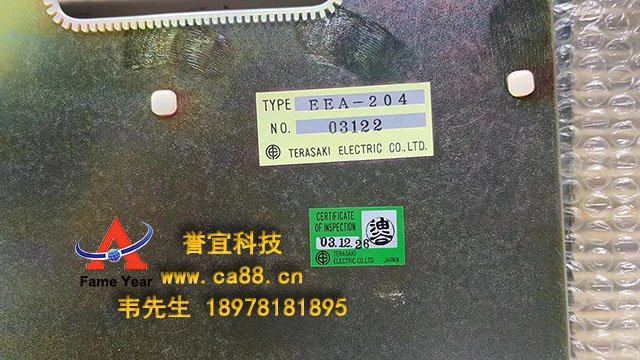 TYPE EEA-204
NO. 03122
TERASAKI ELECTRIC CO.,LTD.
CERTIFICATE
OF INSPECTION
03.12.26
TERASAKI
ELECTRIC CO.,LTD. JAPAN
Fame Year
誉宜科技
www.ca88.cn
韦先生 18978181895